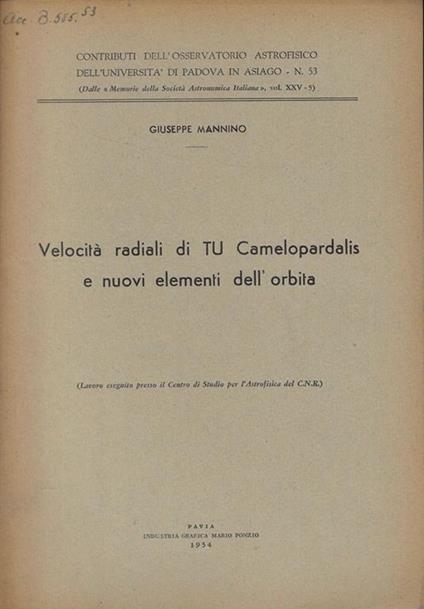 B. 585. 53
CONTRIBUTI DELL'OSSERVATORIO ASTROFISICO
DELL'UNIVERSITA' DI PADOVA IN ASIAGO - N. 53
(Dalle « Memorie della Società Astronomica Italiana », vol. XXV - 3)
GIUSEPPE MANNINO
Velocità radiali di TU Camelopardalis
e nuovi elementi dell' orbita
(Lavoro eseguito presso il Centro di Studio per l'Astrofisica del C.N.R.)
PAVIA
INDUSTRIA GRAFICA MARIO PONZIO
1954